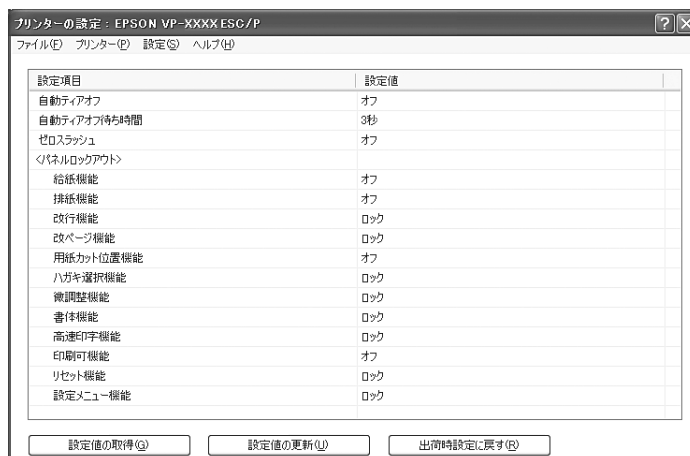 プリンターの設定：EPSON VP-XXXX ESC/P
ファイル(F) プリンター(P) 設定(S) ヘルプ(H)
設定項目 設定値
自動ティアオフ オフ
自動ティアオフ待ち時間 3秒
ゼロスラッシュ オフ
<パネルロックアウト>
給紙機能 オフ
排紙機能 オフ
改行機能 ロック
改ページ機能 ロック
用紙カット位置機能 オフ
ハガキ選択機能 ロック
微調整機能 ロック
書体機能 ロック
高速印字機能 ロック
印刷可機能 オフ
リセット機能 ロック
設定メニュー機能 ロック
設定値の取得(G) 設定値の更新(U) 出荷時設定に戻す(R)